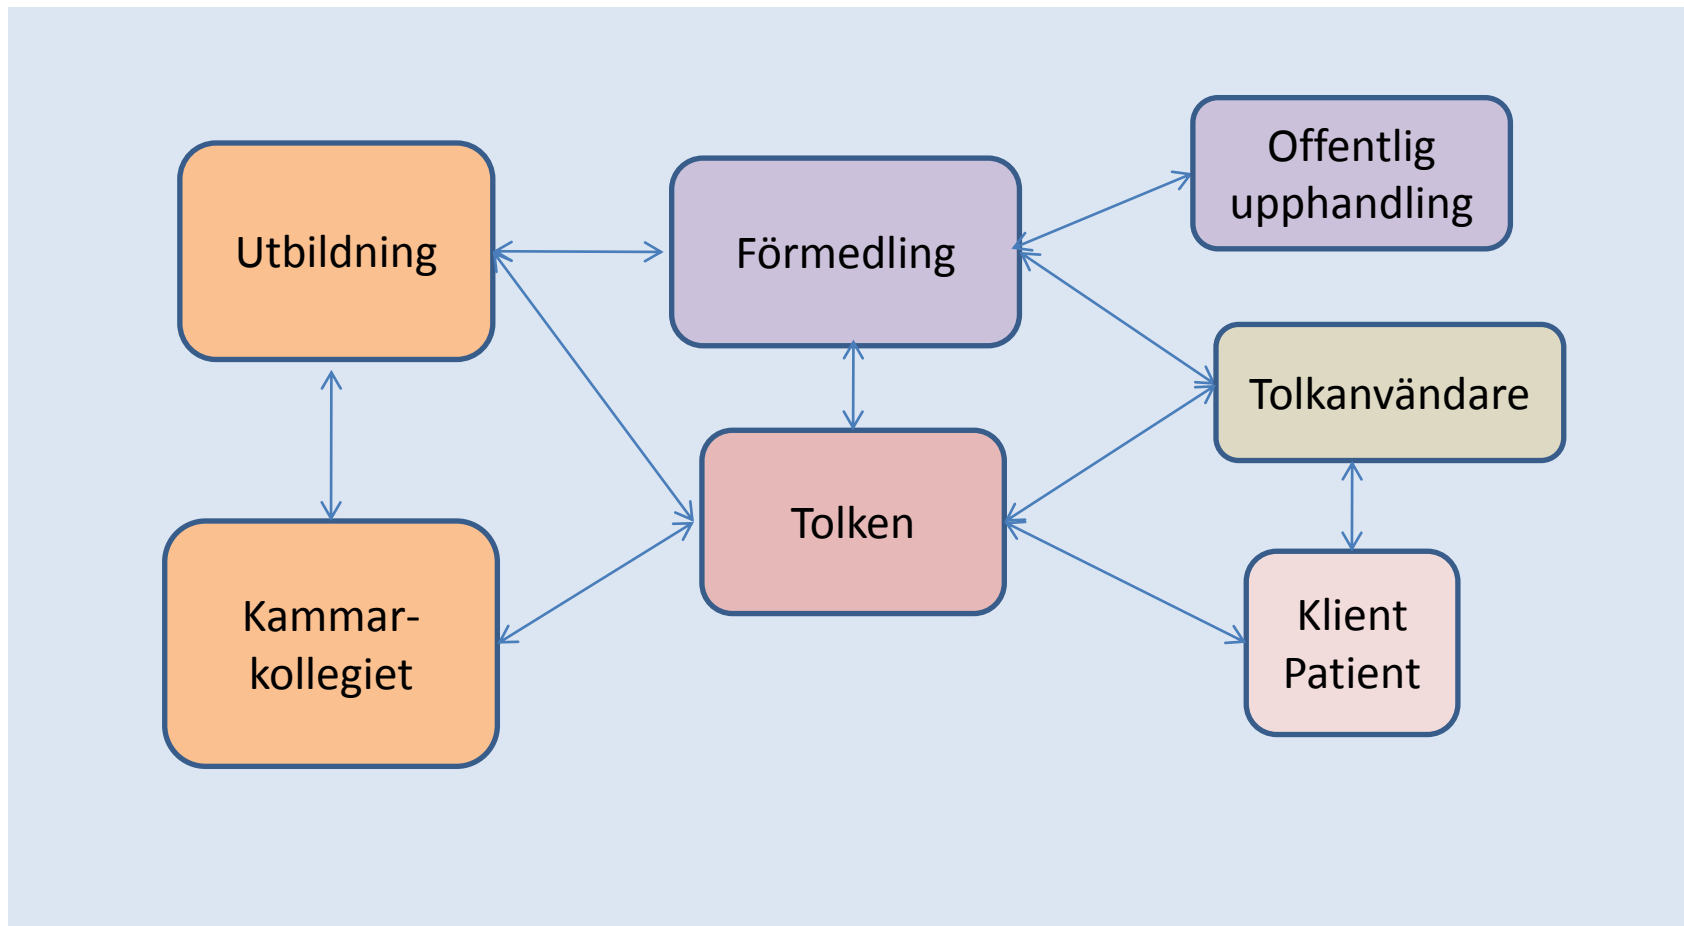 Utbildning
Förmedling
Offentlig
upphandling
Tolkanvändare
Tolken
Kammar-
kollegiet
Klient
Patient